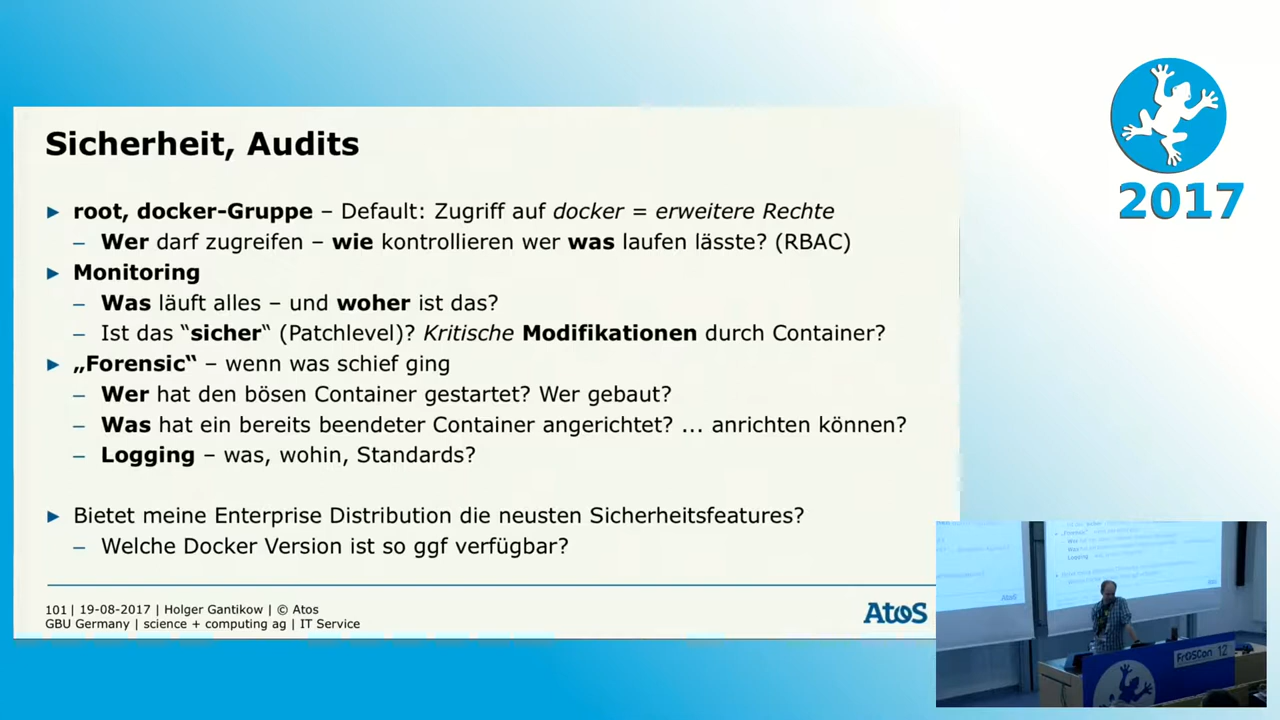 Sicherheit, Audits
► root, docker-Gruppe – Default: Zugriff auf docker = erweitere Rechte
– Wer darf zugreifen – wie kontrollieren wer was laufen lässte? (RBAC)
► Monitoring
– Was läuft alles – und woher ist das?
– Ist das “sicher“ (Patchlevel)? Kritische Modifikationen durch Container?
► „Forensic“ – wenn was schief ging
– Wer hat den bösen Container gestartet? Wer gebaut?
– Was hat ein bereits beendeter Container angerichtet? ... anrichten können?
– Logging – was, wohin, Standards?
► Bietet meine Enterprise Distribution die neusten Sicherheitsfeatures?
– Welche Docker Version ist so ggf verfügbar?
101 | 19-08-2017 | Holger Gantikow | © Atos
GBU Germany | science + computing ag | IT Service
Atos
2017
FrOSCon 12